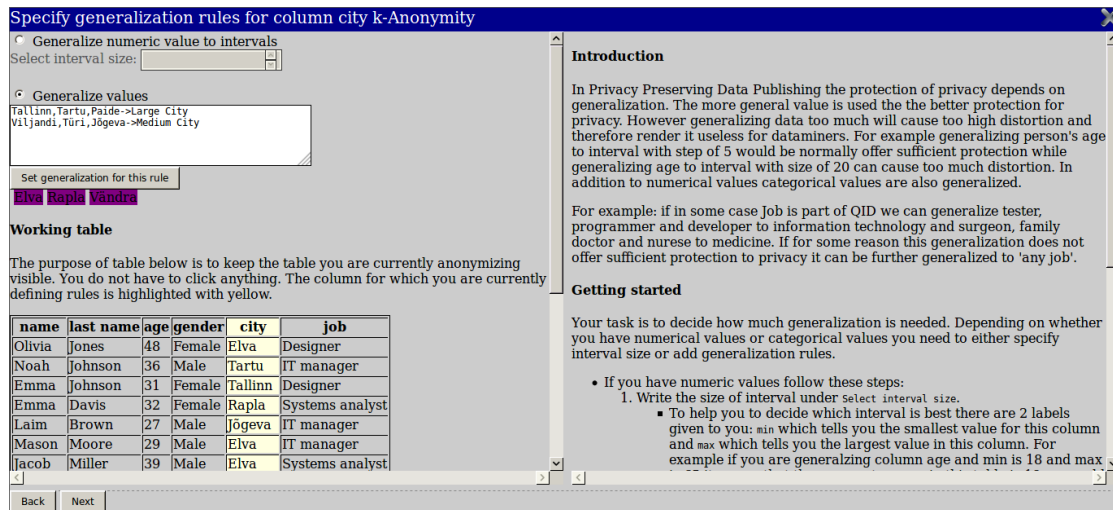 Specify generalization rules for column city k-Anonymity
Generalize numeric value to intervals
Select interval size:
Generalize values
Tallinn,Tartu,Paide->Large City
Viljandi,Türi,Jõgeva->Medium City
Set generalization for this rule
Elva Rapla Vändra
Working table
The purpose of table below is to keep the table you are currently anonymizing
visible. You do not have to click anything. The column for which you are currently
defining rules is highlighted with yellow.
name last name age gender city job
Olivia Jones 48 Female Elva Designer
Noah Johnson 36 Male Tartu IT manager
Emma Johnson 31 Female Tallinn Designer
Emma Davis 32 Female Rapla Systems analyst
Laim Brown 27 Male Jõgeva IT manager
Mason Moore 29 Male Elva IT manager
Jacob Miller 39 Male Elva Systems analyst
Back Next
Introduction
In Privacy Preserving Data Publishing the protection of privacy depends on
generalization. The more general value is used the the better protection for
privacy. However generalizing data too much will cause too high distortion and
therefore render it useless for dataminers. For example generalizing person's age
to interval with step of 5 would be normally offer sufficient protection while
generalizing age to interval with size of 20 can cause too much distortion. In
addition to numerical values categorical values are also generalized.
For example: if in some case Job is part of QID we can generalize tester,
programmer and developer to information technology and surgeon, family
doctor and nurese to medicine. If for some reason this generalization does not
offer sufficient protection to privacy it can be further generalized to 'any job'.
Getting started
Your task is to decide how much generalization is needed. Depending on whether
you have numerical values or categorical values you need to either specify
interval size or add generalization rules.
• If you have numeric values follow these steps:
1. Write the size of interval under Select interval size.
▪ To help you to decide which interval is best there are 2 labels
given to you: min which tells you the smallest value for this column
and max which tells you the largest value in this column. For
example if you are generalzing column age and min is 18 and max